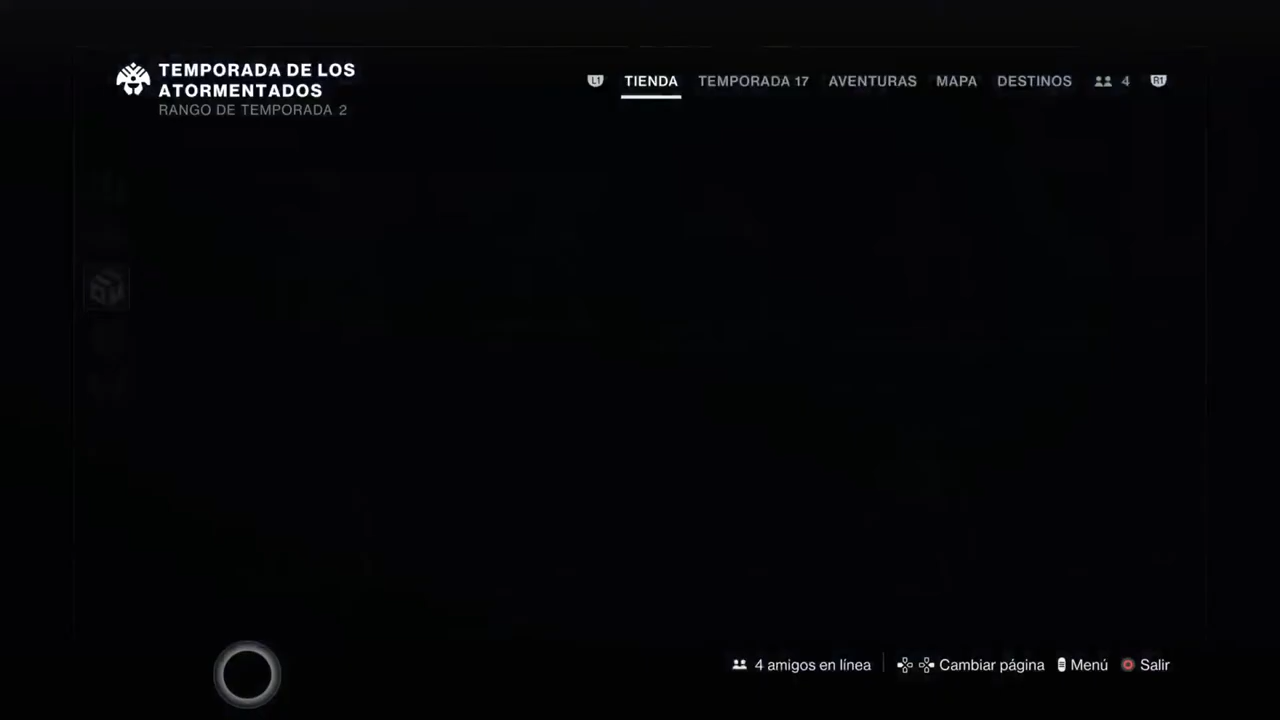 TEMPORADA DE LOS
ATORMENTADOS
RANGO DE TEMPORADA 2
L1 TIENDA TEMPORADA 17 AVENTURAS MAPA DESTINOS 4 R1
4 amigos en línea Cambiar página Menú Salir